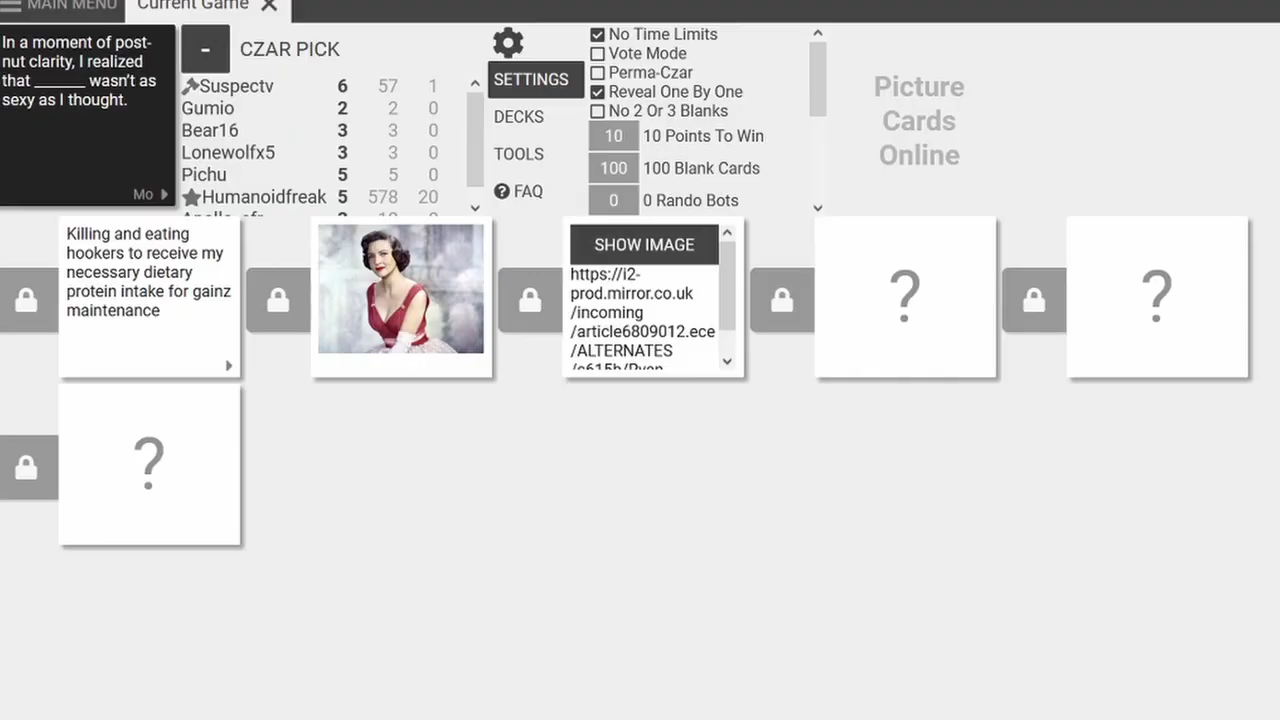 MAIN MENU
Current Game
In a moment of post-
nut clarity, I realized
that ______ wasn't as
sexy as I thought.
Mo
-
CZAR PICK
Suspectv 6 57 1
Gumio 2 2 0
Bear16 3 3 0
Lonewolfx5 3 3 0
Pichu 5 5 0
Humanoidfreak 5 578 20
SETTINGS
DECKS
TOOLS
? FAQ
No Time Limits
Vote Mode
Perma-Czar
Reveal One By One
No 2 Or 3 Blanks
10 10 Points To Win
100 100 Blank Cards
0 0 Rando Bots
Picture
Cards
Online
Killing and eating
hookers to receive my
necessary dietary
protein intake for gainz
maintenance
SHOW IMAGE
https://i2-
prod.mirror.co.uk
/incoming
/article6809012.ece
/ALTERNATES
?
?
?